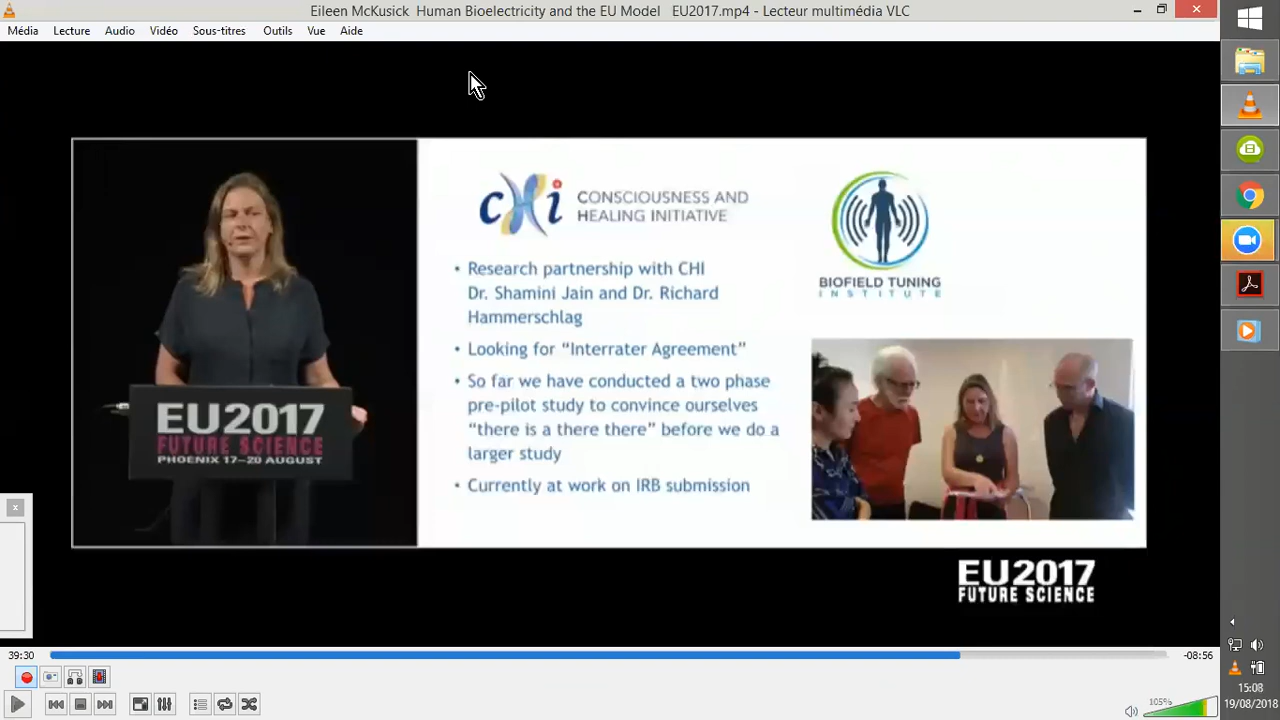 Eileen McKusick  Human Bioelectricity and the EU Model   EU2017.mp4 - Lecteur multimédia VLC
Média Lecture Audio Vidéo Sous-titres Outils Vue Aide
CHi CONSCIOUSNESS AND
HEALING INITIATIVE
BIOFIELD TUNING
INSTITUTE
• Research partnership with CHI
Dr. Shamini Jain and Dr. Richard
Hammerschlag
• Looking for “Interrater Agreement”
• So far we have conducted a two phase
pre-pilot study to convince ourselves
“there is a there there” before we do a
larger study
• Currently at work on IRB submission
EU2017
FUTURE SCIENCE
PHOENIX 17–20 AUGUST
EU2017
FUTURE SCIENCE
39:30
-08:56
105%
15:08
19/08/2018